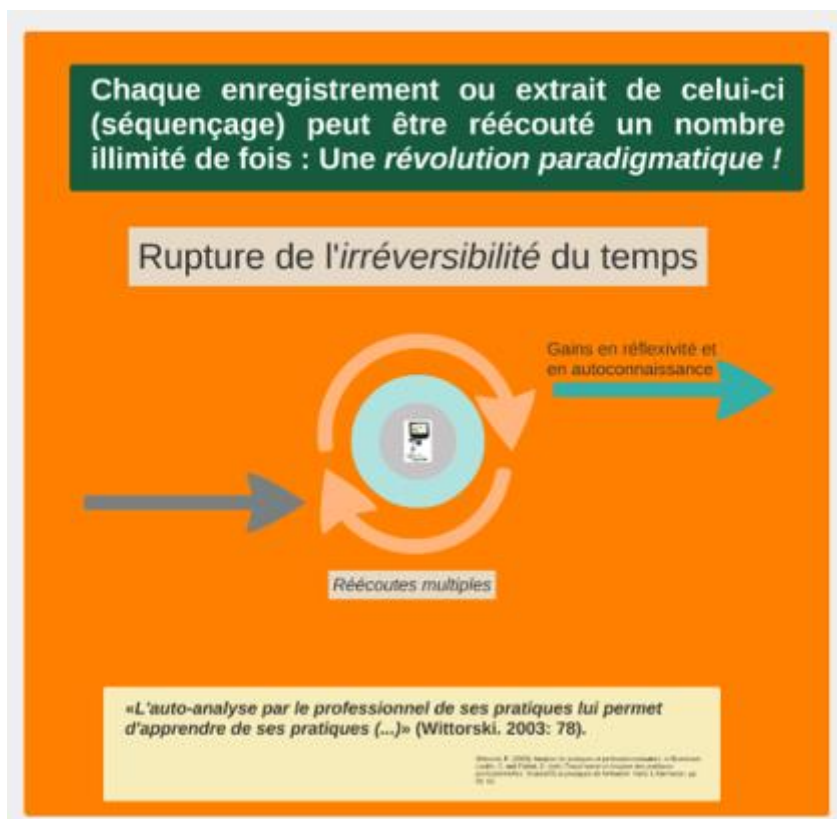 Chaque enregistrement ou extrait de celui-ci
(séquençage) peut être réécouté un nombre
illimité de fois : Une révolution paradigmatique !
Rupture de l'irréversibilité du temps
Gains en réflexivité et
en autoconnaissance
Réécoutes multiples
«L'auto-analyse par le professionnel de ses pratiques lui permet
d'apprendre de ses pratiques (...)» (Wittorski. 2003: 78).